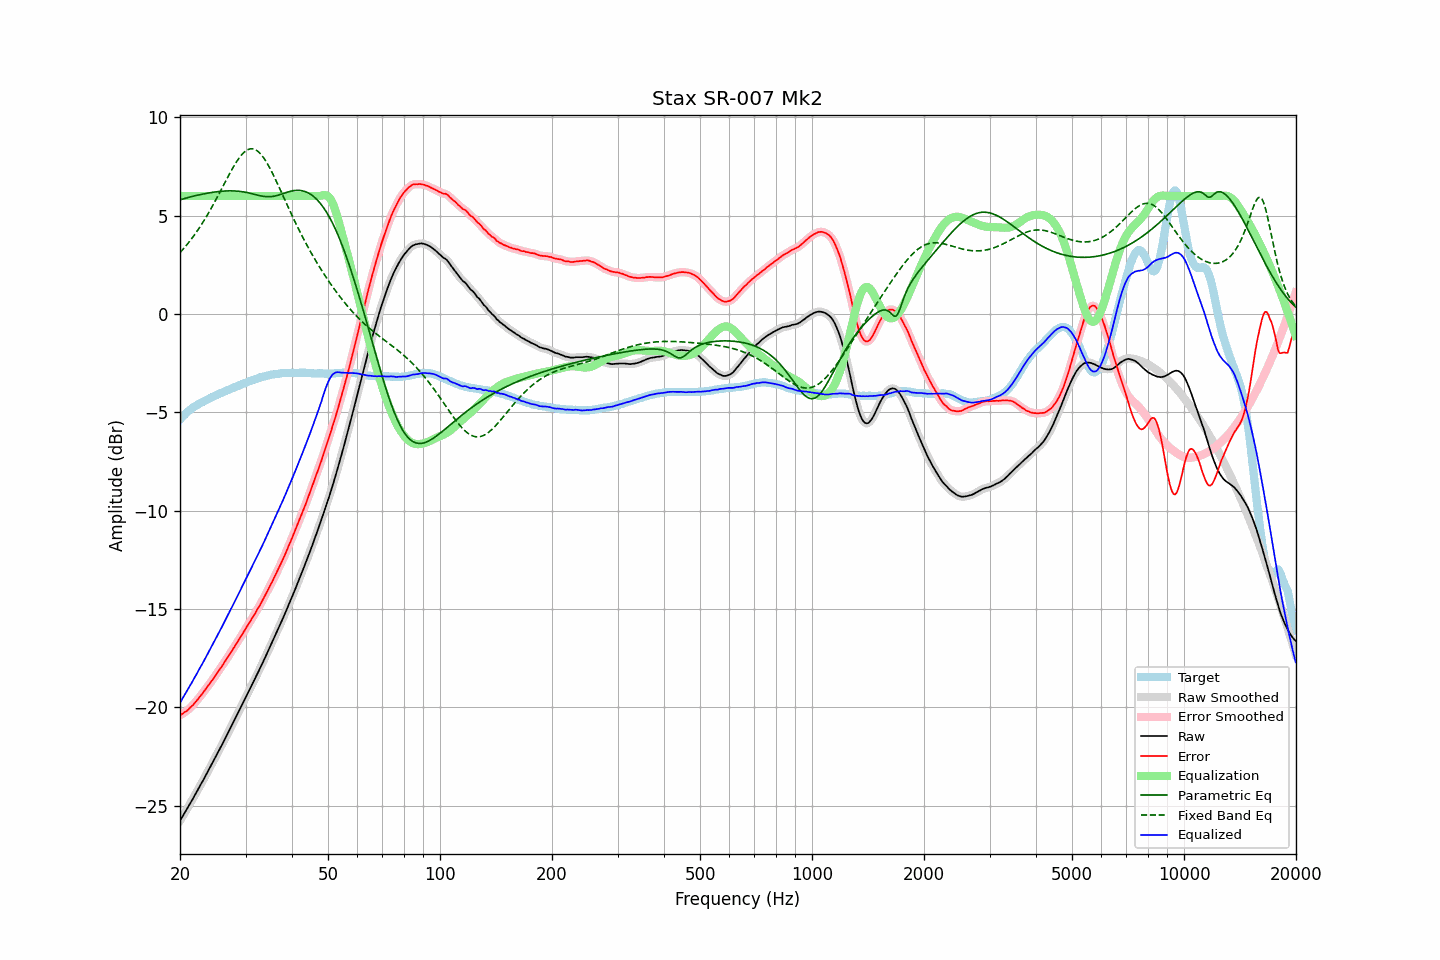 Stax SR-007 Mk2
Amplitude (dBr)
10
5
0
−5
−10
−15
−20
−25
20
50
100
200
500
1000
2000
5000
10000
20000
Frequency (Hz)
Target
Raw Smoothed
Error Smoothed
Raw
Error
Equalization
Parametric Eq
Fixed Band Eq
Equalized